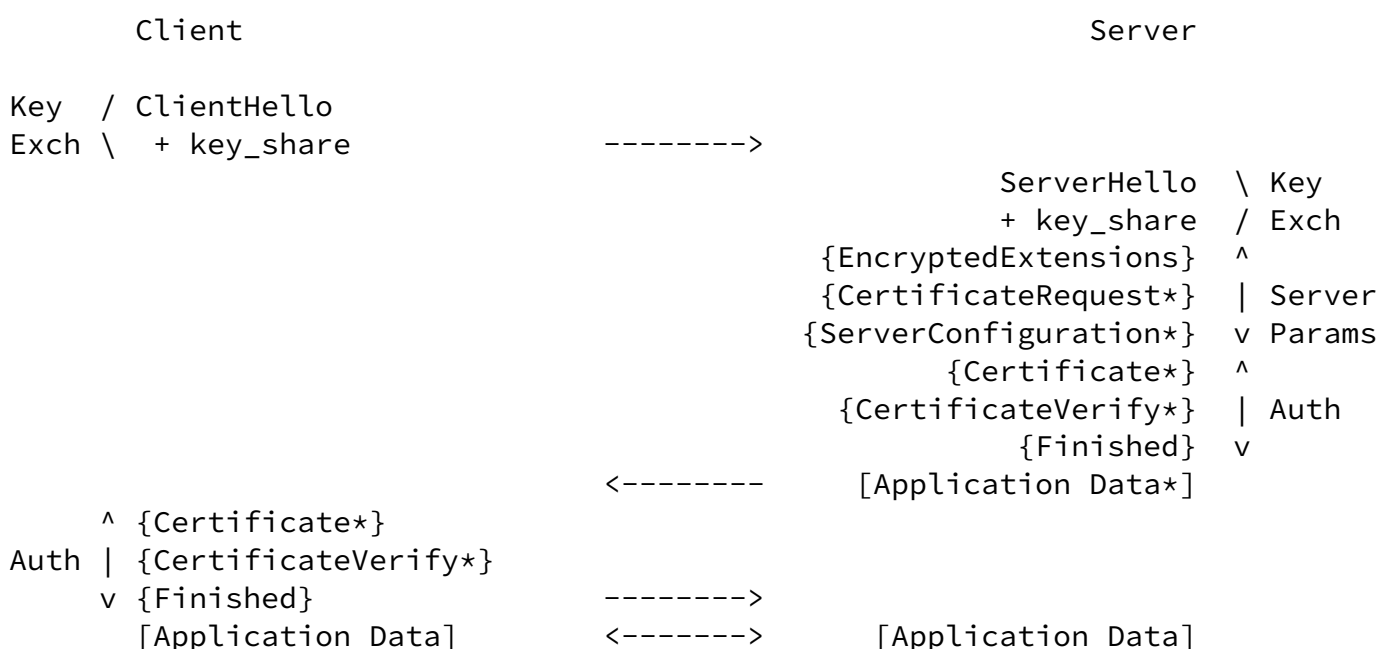 Client                                               Server

Key  / ClientHello
Exch \  + key_share              -------->
                                                       ServerHello  \ Key
                                                       + key_share  / Exch
                                             {EncryptedExtensions}  ^
                                             {CertificateRequest*}  | Server
                                            {ServerConfiguration*}  v Params
                                                    {Certificate*}  ^
                                              {CertificateVerify*}  | Auth
                                                        {Finished}  v
                                 <--------     [Application Data*]
     ^ {Certificate*}
Auth | {CertificateVerify*}
     v {Finished}                -------->
       [Application Data]        <------->      [Application Data]